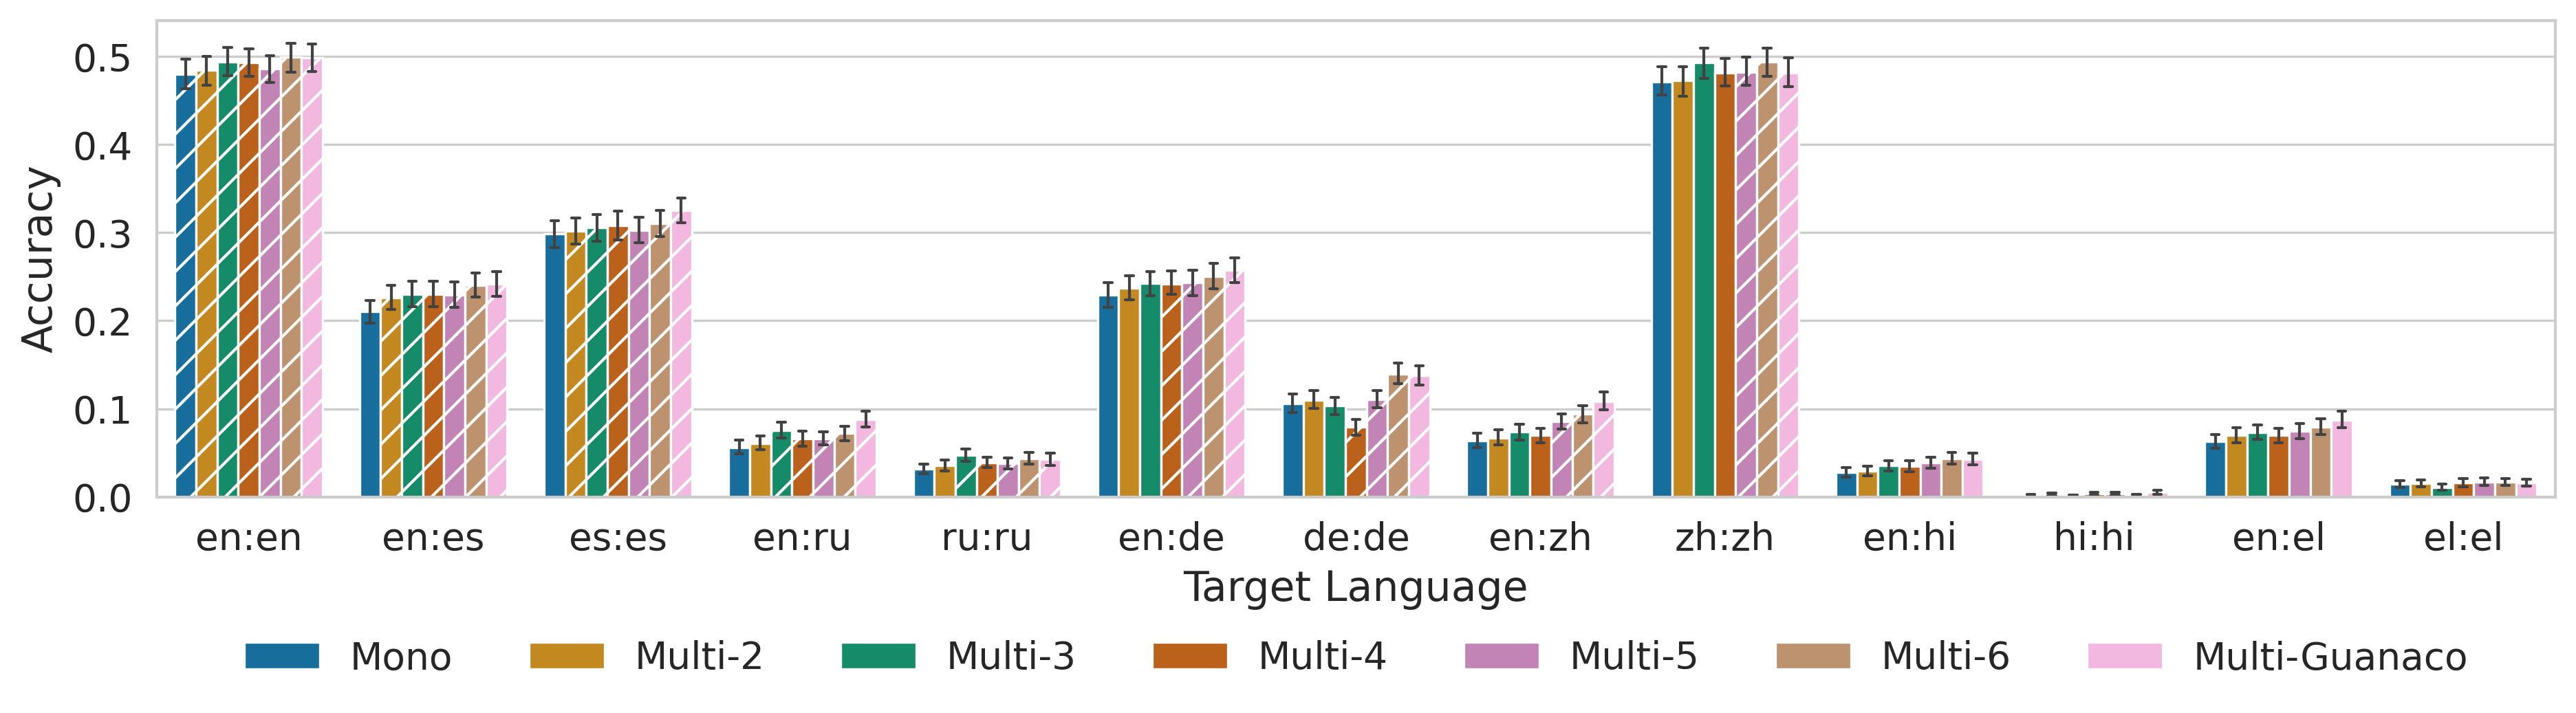 Accuracy
0.5
0.4
0.3
0.2
0.1
0.0
en:en en:es es:es en:ru ru:ru en:de de:de en:zh zh:zh en:hi hi:hi en:el el:el
Target Language
Mono Multi-2 Multi-3 Multi-4 Multi-5 Multi-6 Multi-Guanaco